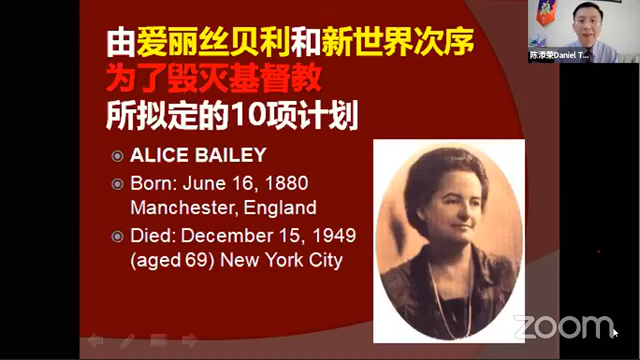 由爱丽丝贝利和新世界次序
为了毁灭基督教
所拟定的10项计划
ALICE BAILEY
Born: June 16, 1880
Manchester, England
Died: December 15, 1949
(aged 69) New York City
陈添荣Daniel T...
zoom